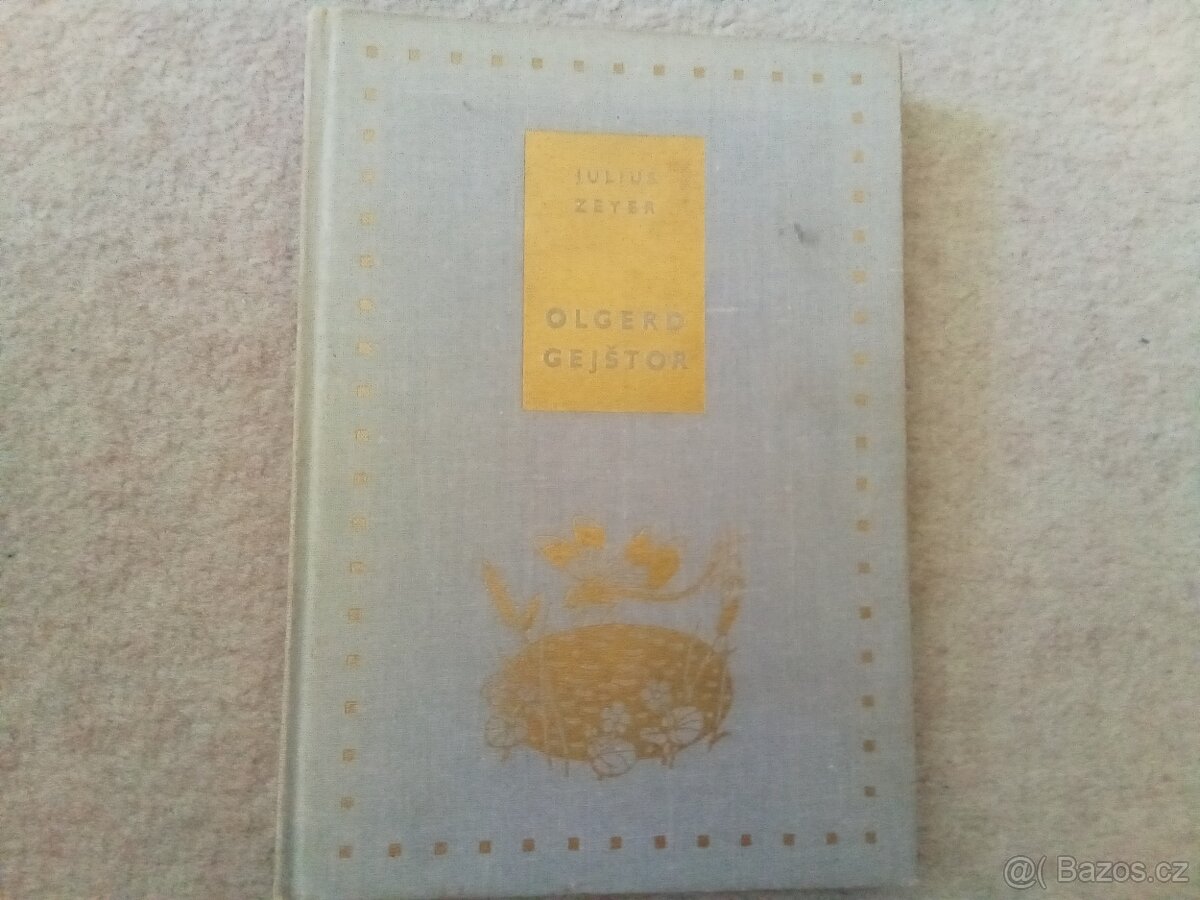 JULIUS
ZEYER
OLGERD
GEJŠTOR
@( Bazos.cz